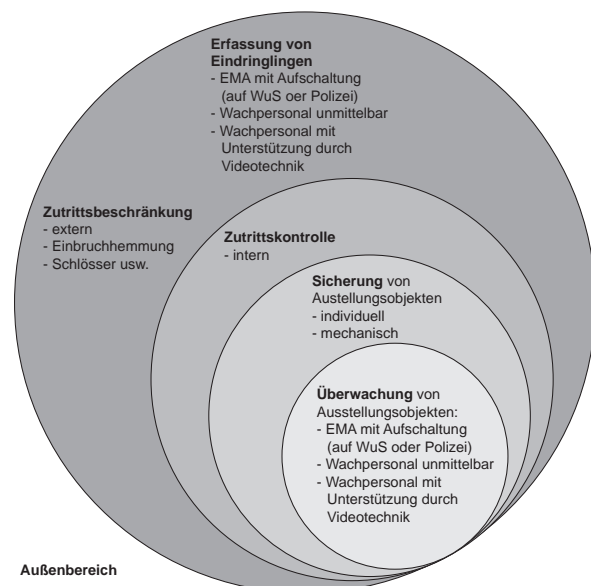 Erfassung von
Eindringlingen
- EMA mit Aufschaltung
(auf WuS oer Polizei)
- Wachpersonal unmittelbar
- Wachpersonal mit
Unterstützung durch
Videotechnik
Zutrittsbeschränkung
- extern
- Einbruchhemmung
- Schlösser usw.
Zutrittskontrolle
- intern
Sicherung von
Austellungsobjekten
- individuell
- mechanisch
Überwachung von
Ausstellungsobjekten:
- EMA mit Aufschaltung
(auf WuS oder Polizei)
- Wachpersonal unmittelbar
- Wachpersonal mit
Unterstützung durch
Videotechnik
Außenbereich